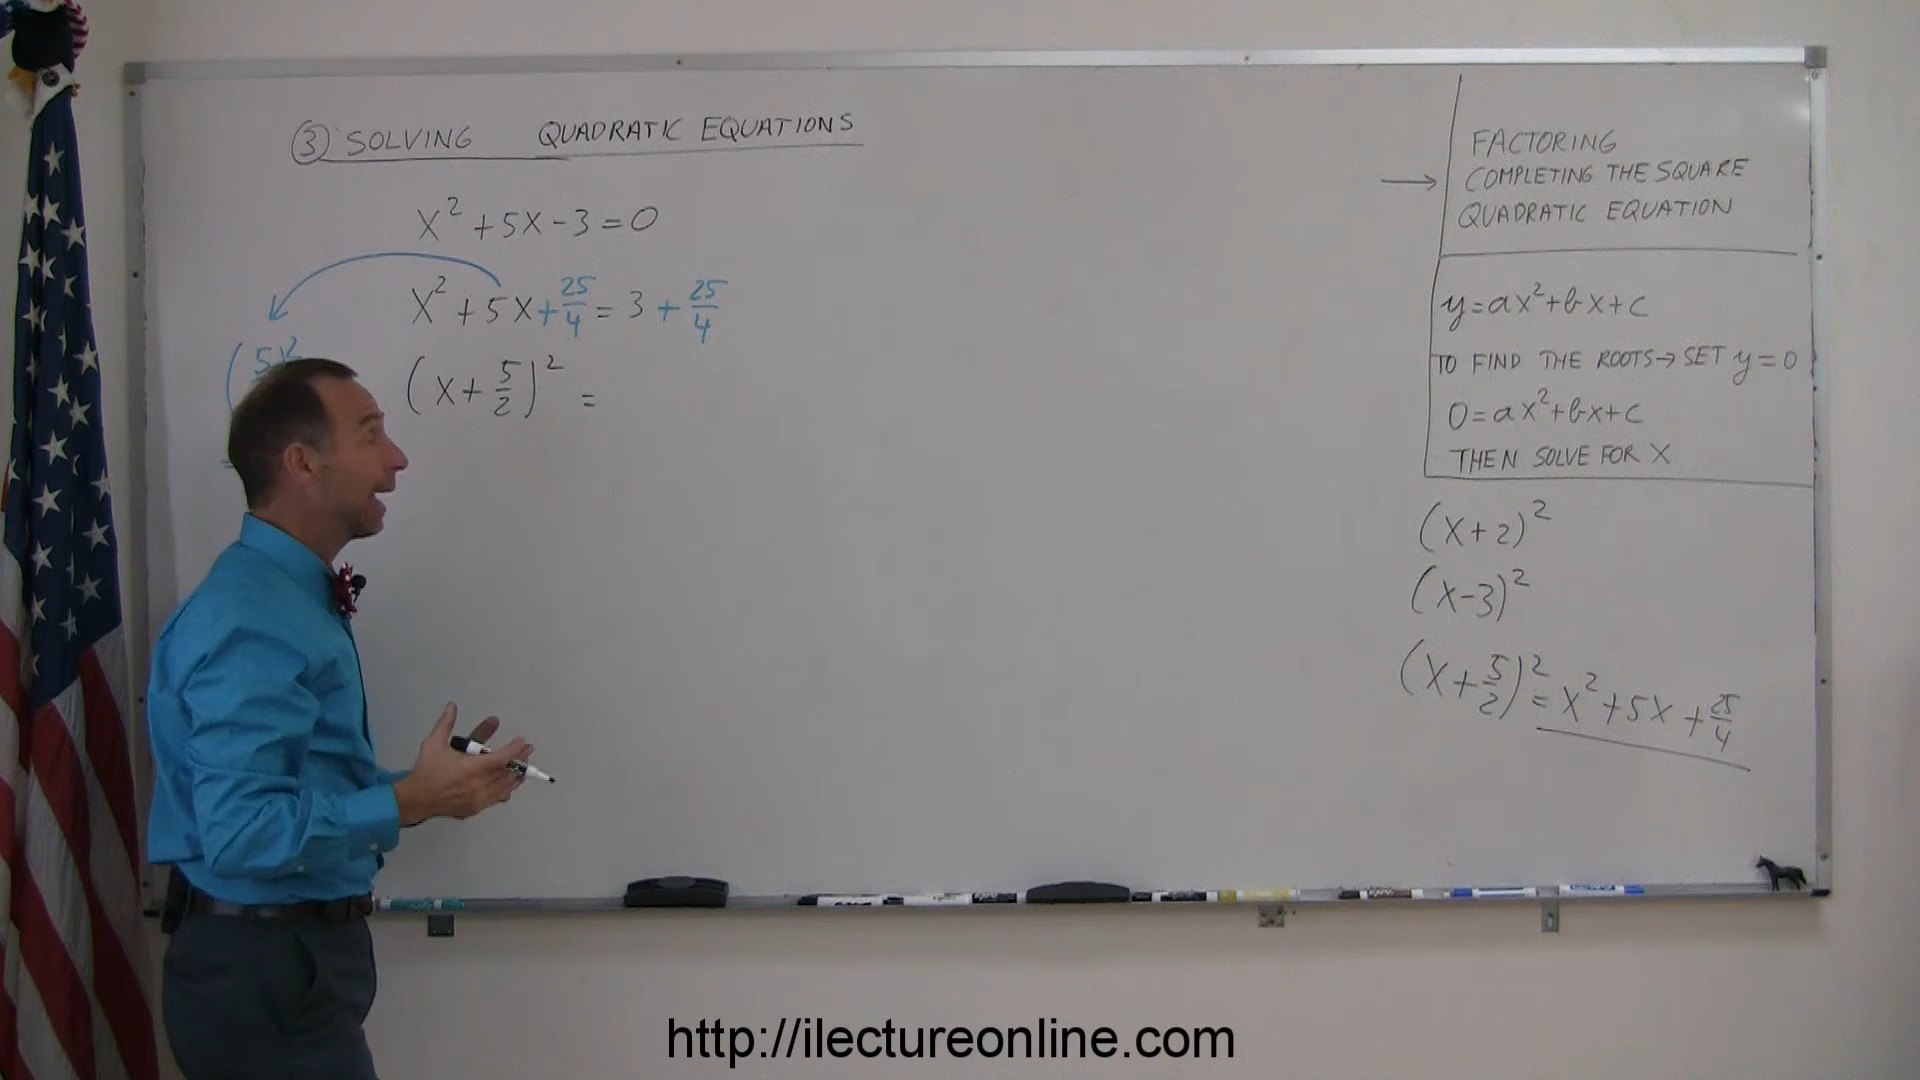 ③ SOLVING QUADRATIC EQUATIONS
x² + 5x - 3 = 0
x² + 5x + 25/4 = 3 + 25/4
(5
(x + 5/2)² =
→ FACTORING
COMPLETING THE SQUARE
QUADRATIC EQUATION
y = ax² + bx + c
TO FIND THE ROOTS → SET y = 0
0 = ax² + bx + c
THEN SOLVE FOR X
(x + 2)²
(x - 3)²
(x + 5/2)² = x² + 5x + 25/4
http://ilectureonline.com